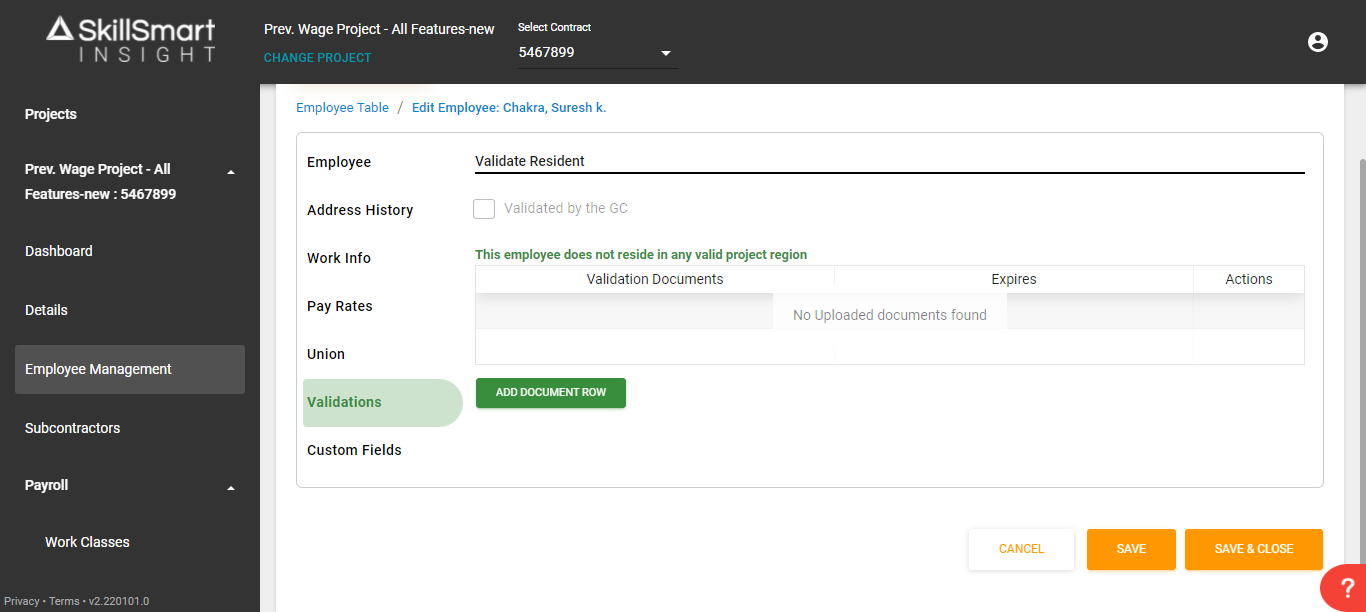 SkillSmart
INSIGHT
Prev. Wage Project - All Features-new
CHANGE PROJECT
Select Contract
5467899
Projects
Prev. Wage Project - All
Features-new : 5467899
Dashboard
Details
Employee Management
Subcontractors
Payroll
Work Classes
Privacy • Terms • v2.220101.0
Employee Table / Edit Employee: Chakra, Suresh k.
Employee
Address History
Work Info
Pay Rates
Union
Validations
Custom Fields
Validate Resident
Validated by the GC
This employee does not reside in any valid project region
Validation Documents Expires Actions
No Uploaded documents found
ADD DOCUMENT ROW
CANCEL SAVE SAVE & CLOSE
?